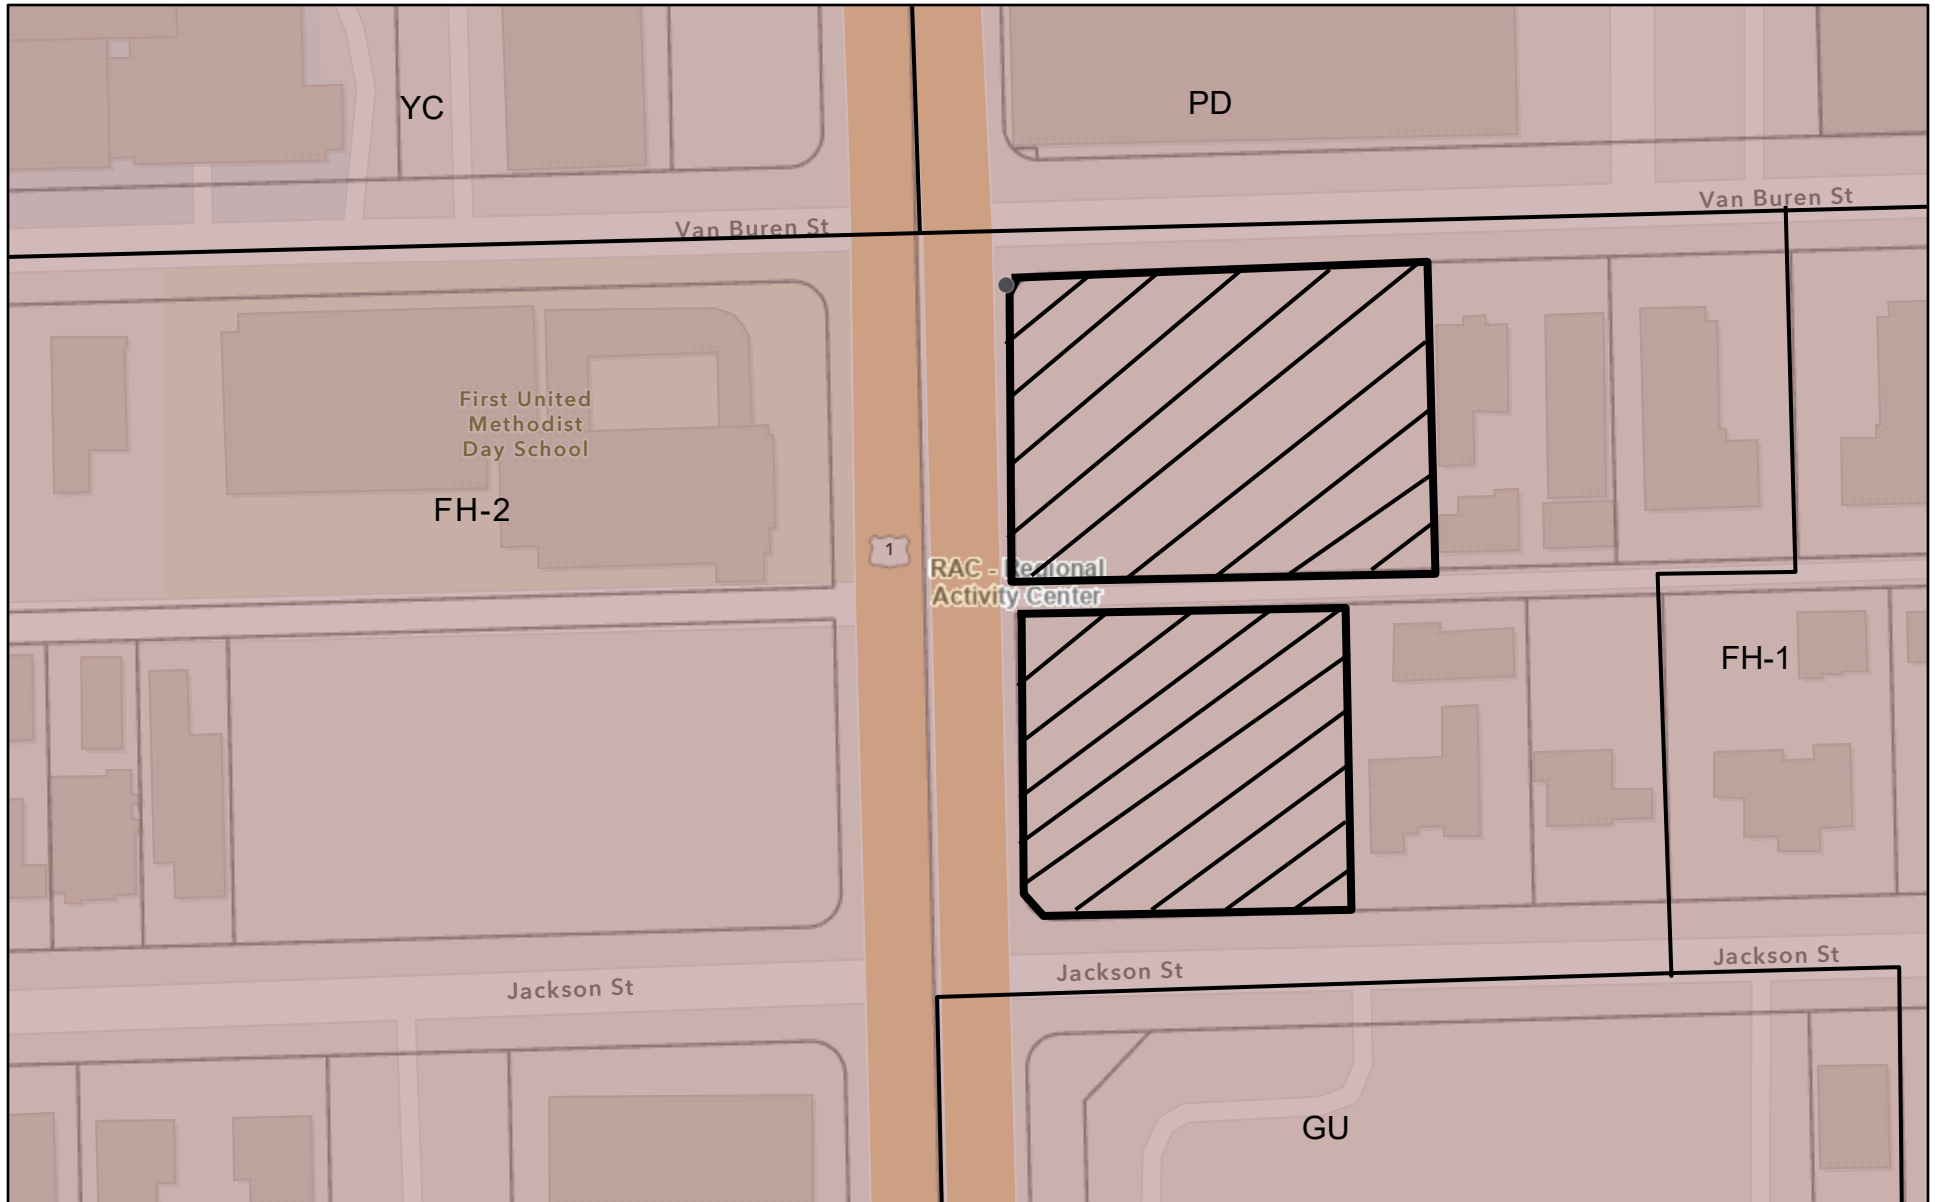 YC
PD
Van Buren St
Van Buren St
First United
Methodist
Day School
FH-2
1
RAC - Regional
Activity Center
FH-1
Jackson St
Jackson St
Jackson St
GU